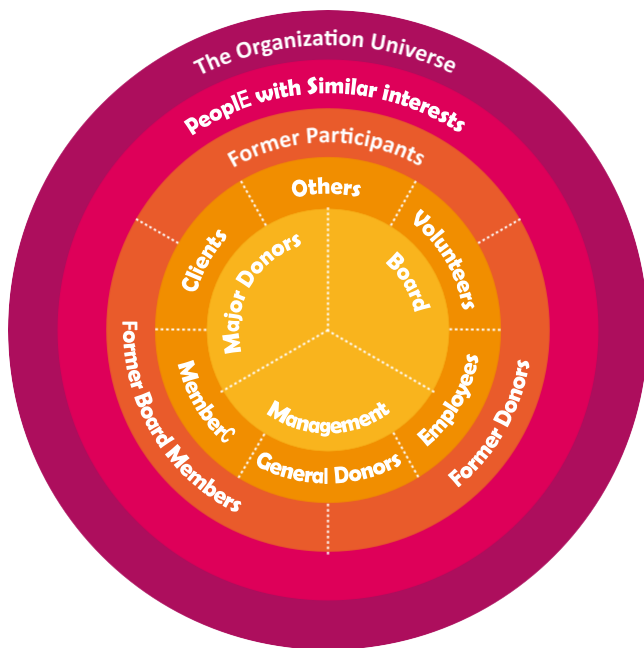 The Organization Universe
PeoplE with Similar interests
Former Participants
Others
Clients
Volunteers
Major Donors
Board
Management
MemberC
Employees
General Donors
Former Board Members
Former Donors